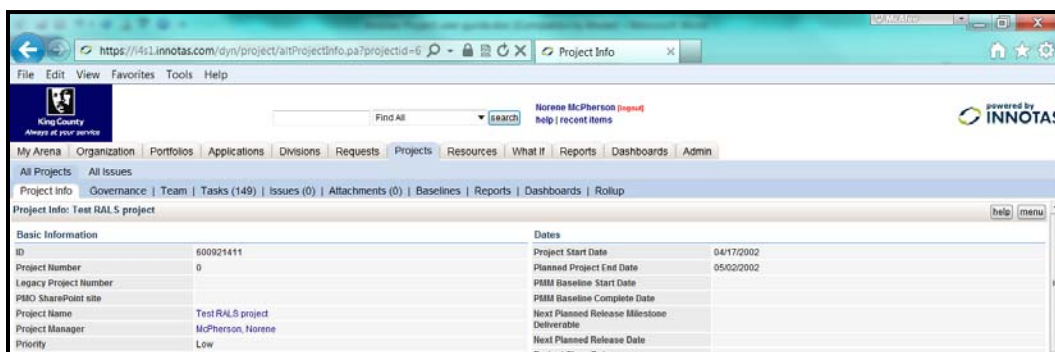 McAfee
https://i4s1.innotas.com/dyn/project/altProjectInfo.pa?projectid=6 Project Info
File Edit View Favorites Tools Help
King County
Always at your service
Find All search
Norene McPherson [logout]
help | recent items
powered by
INNOTAS
My Arena Organization Portfolios Applications Divisions Requests Projects Resources What If Reports Dashboards Admin
All Projects All Issues
Project Info Governance | Team | Tasks (149) | Issues (0) | Attachments (0) | Baselines | Reports | Dashboards | Rollup
Project Info: Test RALS project help menu
Basic Information Dates
ID 600921411 Project Start Date 04/17/2002
Project Number 0 Planned Project End Date 05/02/2002
Legacy Project Number PMM Baseline Start Date
PMO SharePoint site PMM Baseline Complete Date
Project Name Test RALS project Next Planned Release Milestone Deliverable
Project Manager McPherson, Norene
Priority Low Next Planned Release Date